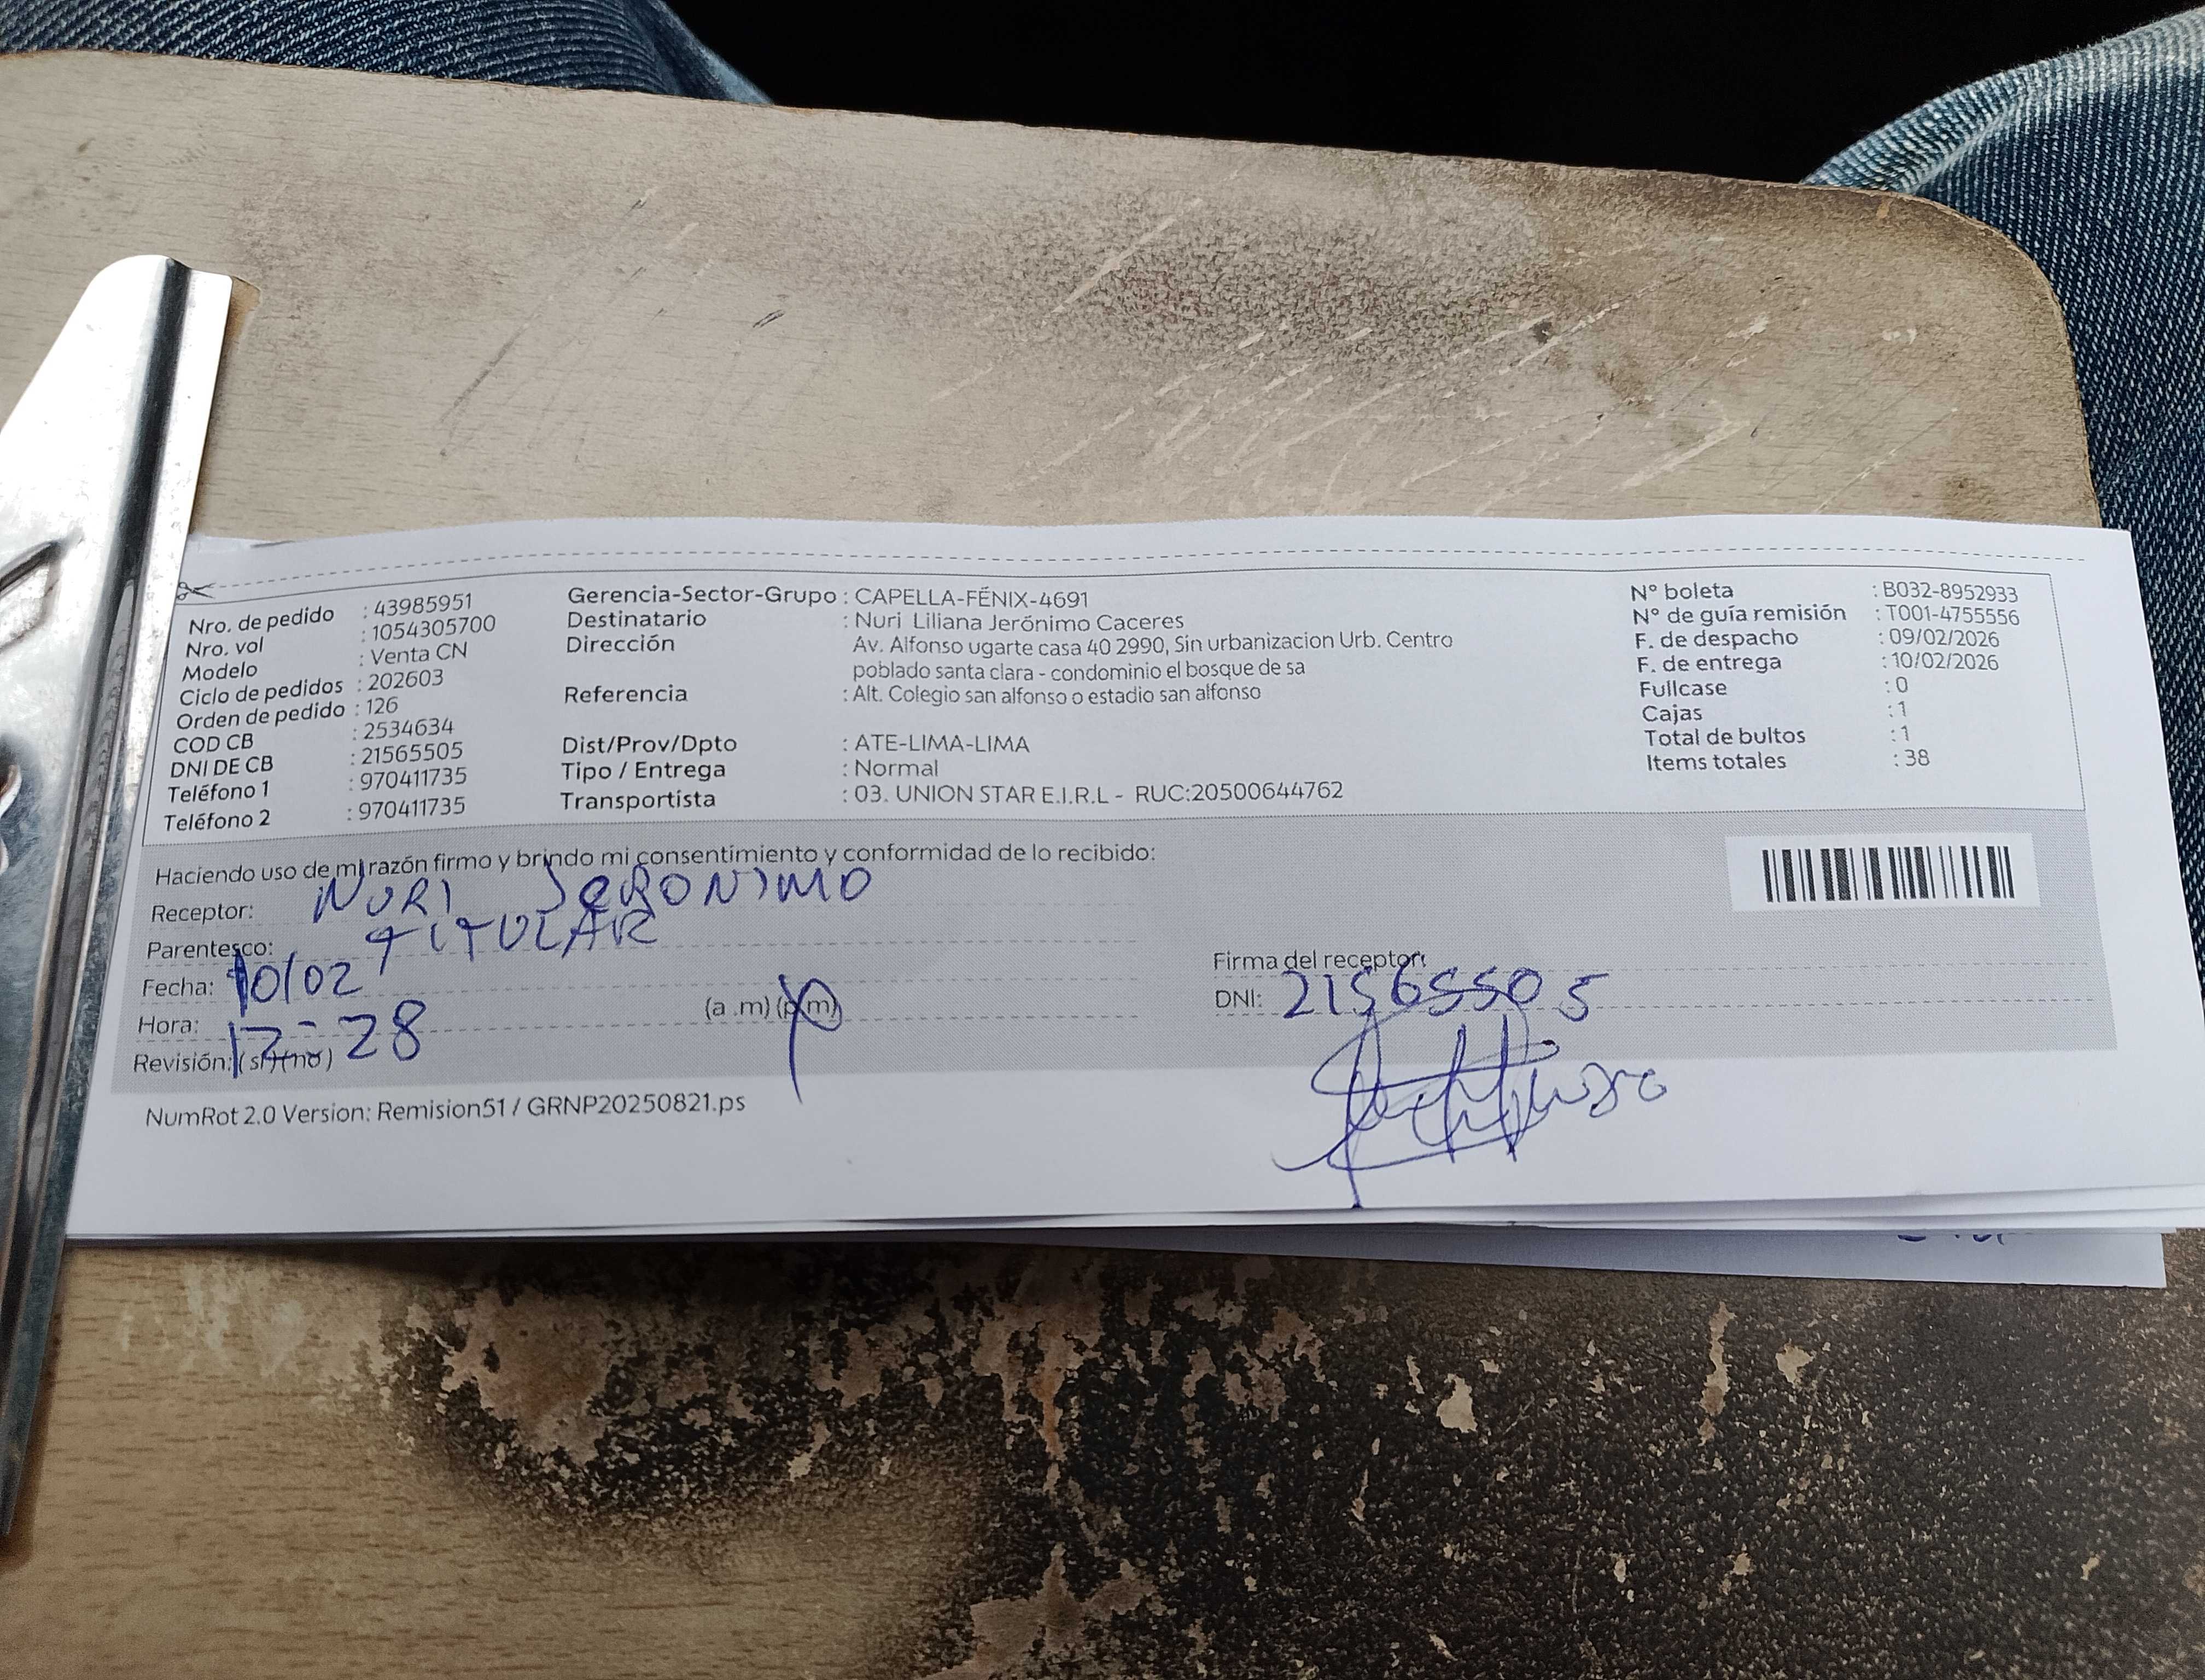 Nro. de pedido : 43985951
Nro. vol : 1054305700
Modelo : Venta CN
Ciclo de pedidos : 202603
Orden de pedido : 126
COD CB : 2534634
DNI DE CB : 21565505
Teléfono 1 : 970411735
Teléfono 2 : 970411735
Gerencia-Sector-Grupo : CAPELLA-FÉNIX-4691
Destinatario : Nuri Liliana Jerónimo Caceres
Dirección : Av. Alfonso ugarte casa 40 2990, Sin urbanizacion Urb. Centro
poblado santa clara - condominio el bosque de sa
Referencia : Alt. Colegio san alfonso o estadio san alfonso
Dist/Prov/Dpto : ATE-LIMA-LIMA
Tipo / Entrega : Normal
Transportista : 03. UNION STAR E.I.R.L - RUC:20500644762
N° boleta : B032-8952933
N° de guía remisión : T001-4755556
F. de despacho : 09/02/2026
F. de entrega : 10/02/2026
Fullcase : 0
Cajas : 1
Total de bultos : 1
Items totales : 38
Haciendo uso de mi razón firmo y brindo mi consentimiento y conformidad de lo recibido:
Receptor: NURI JERONIMO
Parentesco: TITULAR
Fecha: 10/02
Hora: 12-28 (a .m) (p.m)
Revisión: (si) (no)
Firma del receptor:
DNI: 21565505
NumRot 2.0 Version: Remision51 / GRNP20250821.ps